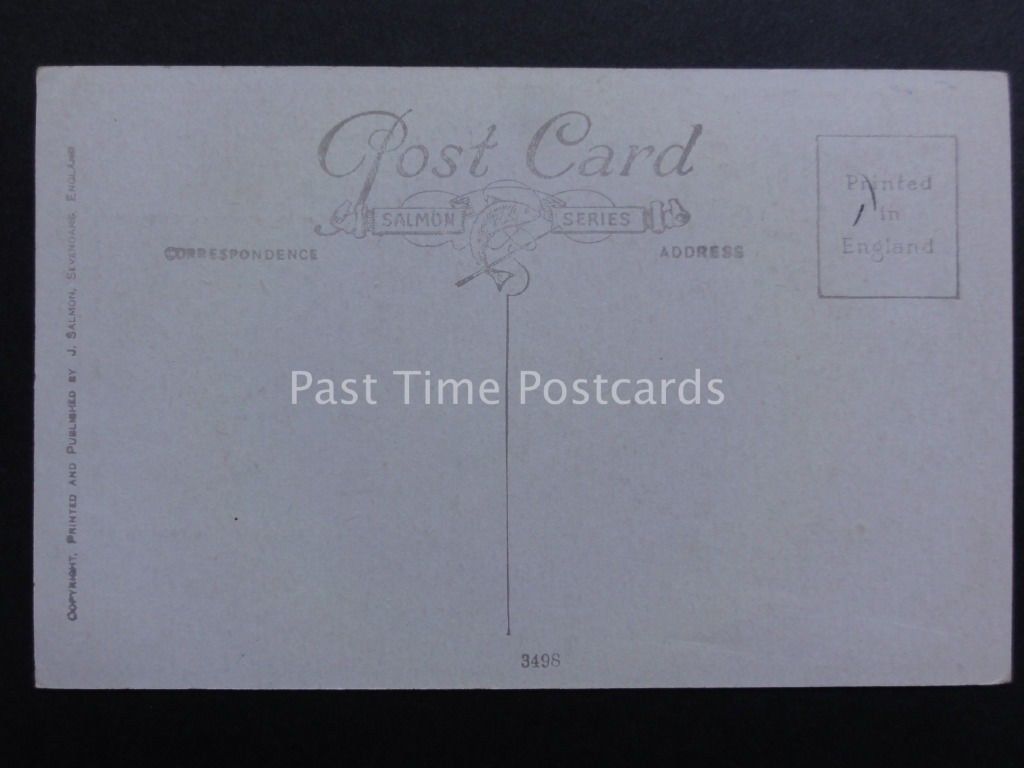 Post Card
SALMON SERIES
CORRESPONDENCE
ADDRESS
Printed
in
England
COPYRIGHT, PRINTED AND PUBLISHED BY J. SALMON, SEVENOAKS, ENGLAND
Past Time Postcards
3498